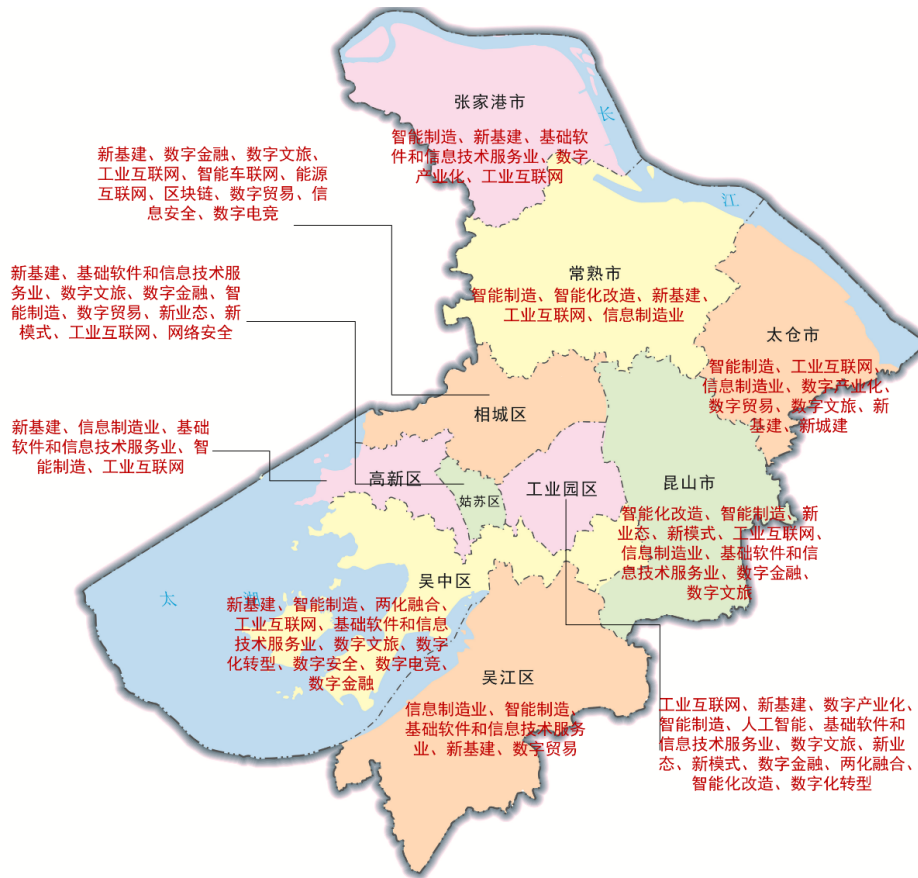 张家港市
智能制造、新基建、基础软
件和信息技术服务业、数字
产业化、工业互联网
长
江
新基建、数字金融、数字文旅、
工业互联网、智能车联网、能源
互联网、区块链、数字贸易、信
息安全、数字电竞
常熟市
智能制造、智能化改造、新基建、
工业互联网、信息制造业
新基建、基础软件和信息技术服
务业、数字文旅、数字金融、智
能制造、数字贸易、新业态、新
模式、工业互联网、网络安全
太仓市
智能制造、工业互联网、
信息制造业、数字产业化、
数字贸易、数字文旅、新
基建、新城建
相城区
新基建、信息制造业、基础
软件和信息技术服务业、智
能制造、工业互联网
高新区
姑苏区
工业园区
昆山市
智能化改造、智能制造、新
业态、新模式、工业互联网、
信息制造业、基础软件和信
息技术服务业、数字金融、
数字文旅
吴中区
太
新基建、智能制造、两化融合、
工业互联网、基础软件和信息
技术服务业、数字文旅、数字
化转型、数字安全、数字电竞、
数字金融
吴江区
信息制造业、智能制造、
基础软件和信息技术服务
业、新基建、数字贸易
工业互联网、新基建、数字产业化、
智能制造、人工智能、基础软件和
信息技术服务业、数字文旅、新业
态、新模式、数字金融、两化融合、
智能化改造、数字化转型